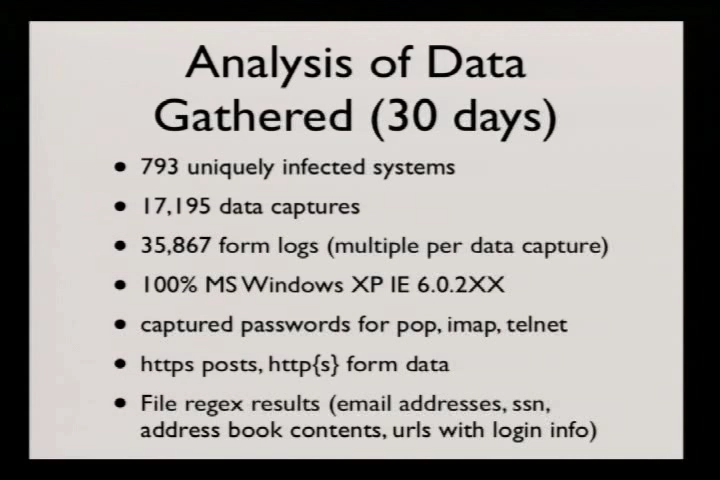 Analysis of Data
Gathered (30 days)
• 793 uniquely infected systems
• 17,195 data captures
• 35,867 form logs (multiple per data capture)
• 100% MS Windows XP IE 6.0.2XX
• captured passwords for pop, imap, telnet
• https posts, http{s} form data
• File regex results (email addresses, ssn,
address book contents, urls with login info)